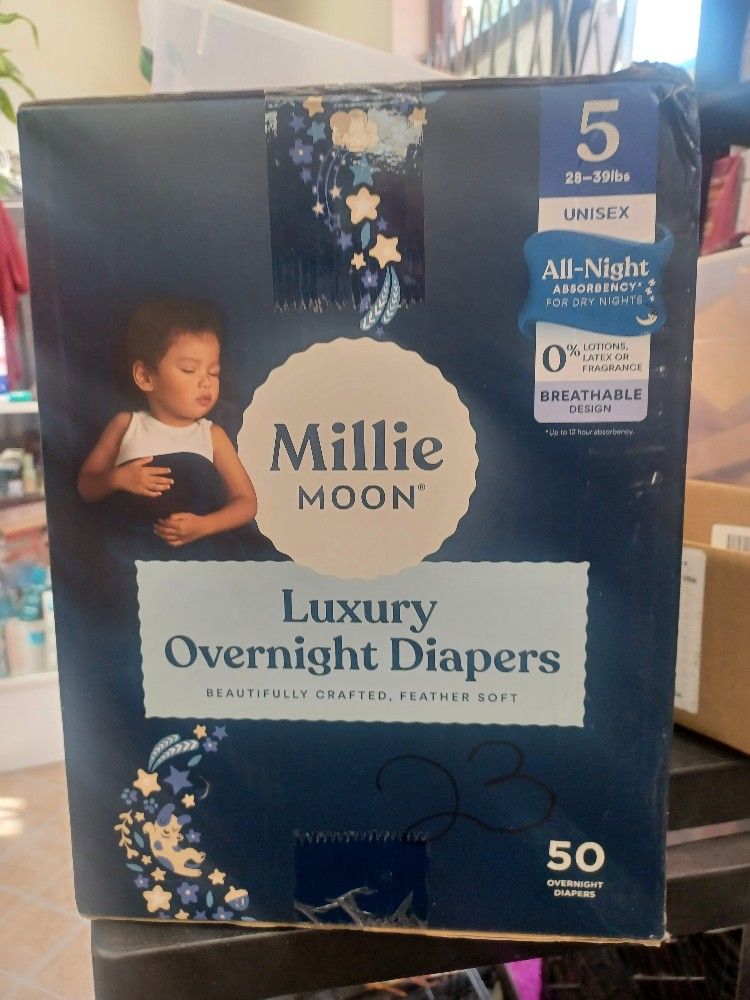 5
28–39lbs
UNISEX
All-Night
ABSORBENCY*
FOR DRY NIGHTS
0% LOTIONS,
LATEX OR
FRAGRANCE
BREATHABLE
DESIGN
*Up to 12 hour absorbency.
Millie
MOON®
Luxury
Overnight Diapers
BEAUTIFULLY CRAFTED, FEATHER SOFT
23
50
OVERNIGHT
DIAPERS